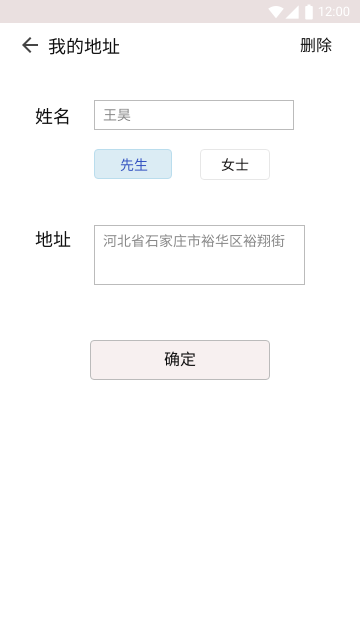 12:00
我的地址 删除
姓名 王昊
先生 女士
地址 河北省石家庄市裕华区裕翔街
确定